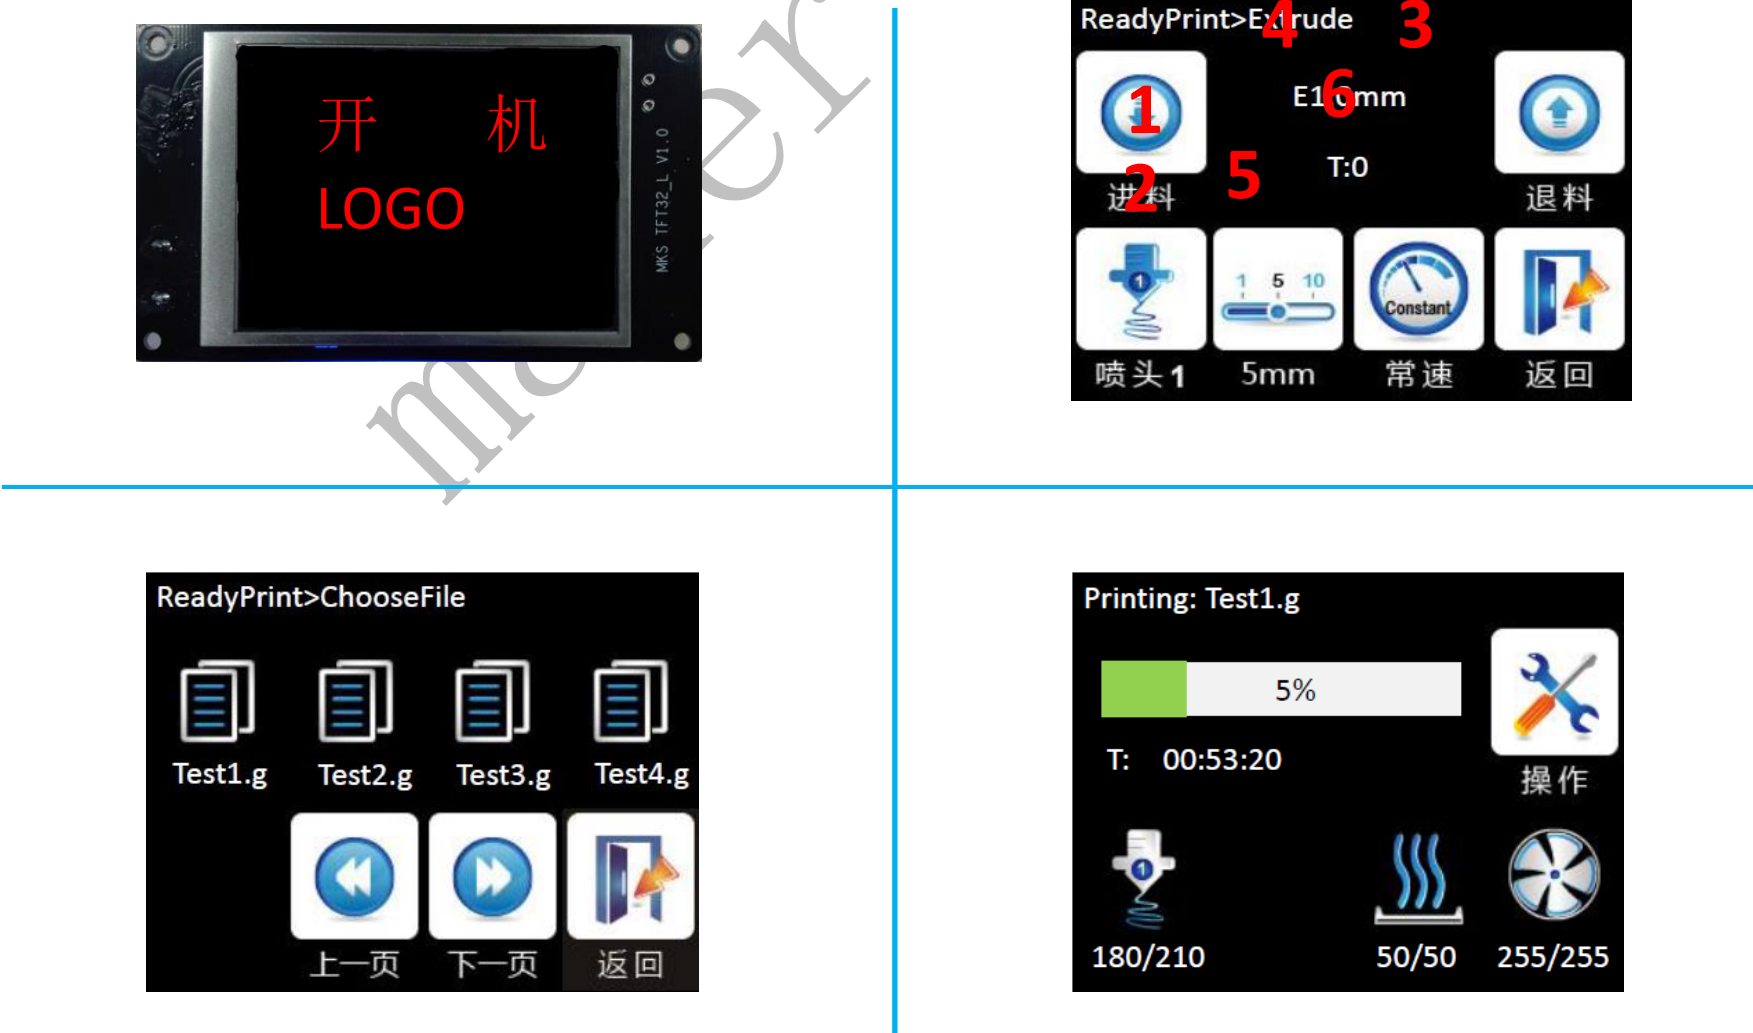 开 机
LOGO
MKS TFT32_L V1.0
ReadyPrint>Extrude
4 3
1
E1 6 mm
2
5
T:0
进料
退料
1
1 5 10
Constant
喷头1
5mm
常速
返回
ReadyPrint>ChooseFile
Test1.g
Test2.g
Test3.g
Test4.g
上一页
下一页
返回
Printing: Test1.g
5%
T: 00:53:20
操作
1
180/210
50/50
255/255